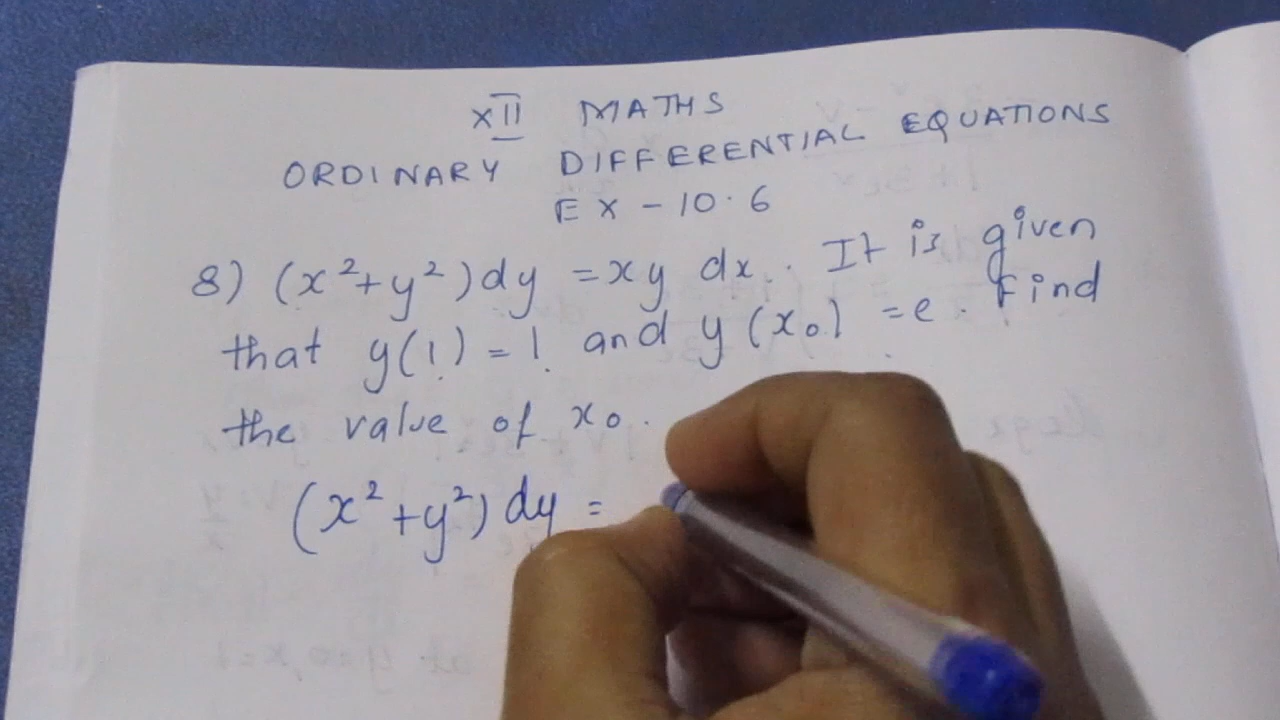 XII MATHS
ORDINARY DIFFERENTIAL EQUATIONS
EX - 10.6
8) (x²+y²)dy = xy dx. It is given
that y(1) = 1 and y(x₀) = e. Find
the value of x₀.
(x²+y²) dy =